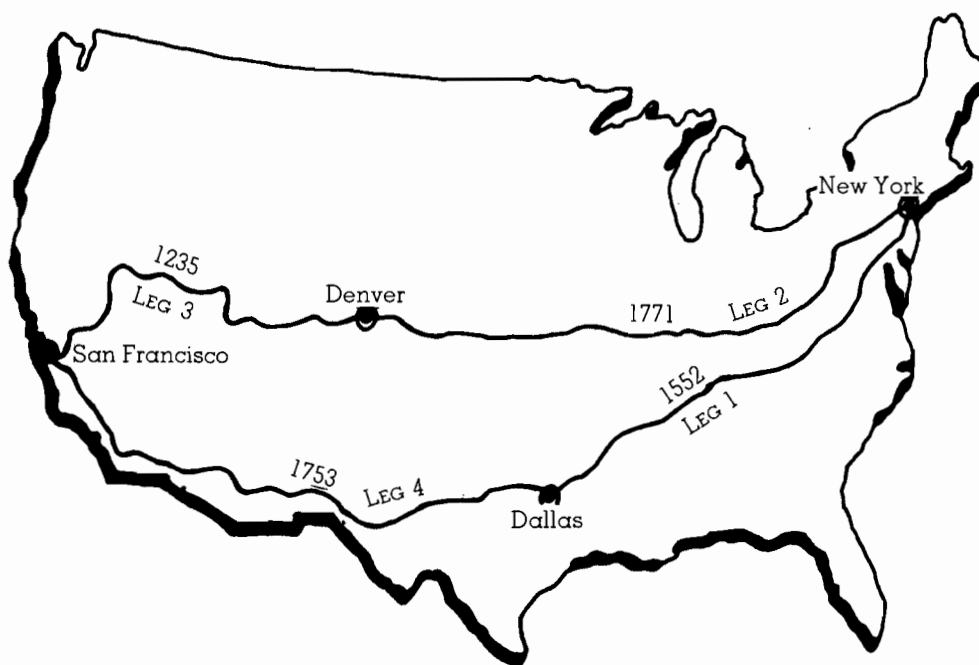 New York
1235
LEG 3
Denver
1771
LEG 2
San Francisco
1552
LEG 1
1753
LEG 4
Dallas